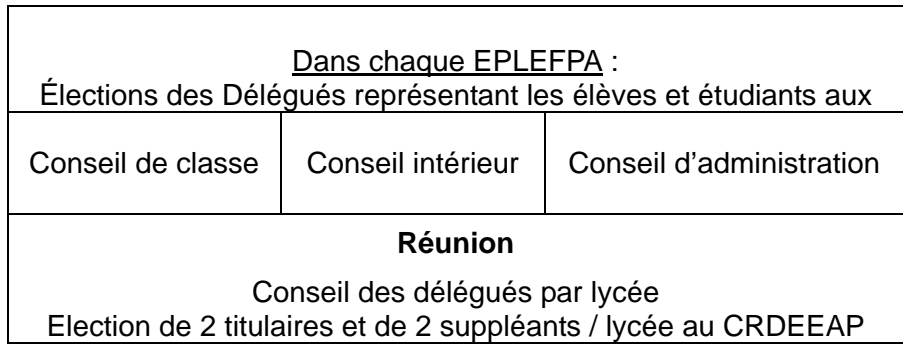 Dans chaque EPLEFPA :
Élections des Délégués représentant les élèves et étudiants aux
Conseil de classe
Conseil intérieur
Conseil d'administration
Réunion
Conseil des délégués par lycée
Election de 2 titulaires et de 2 suppléants / lycée au CRDEEAP